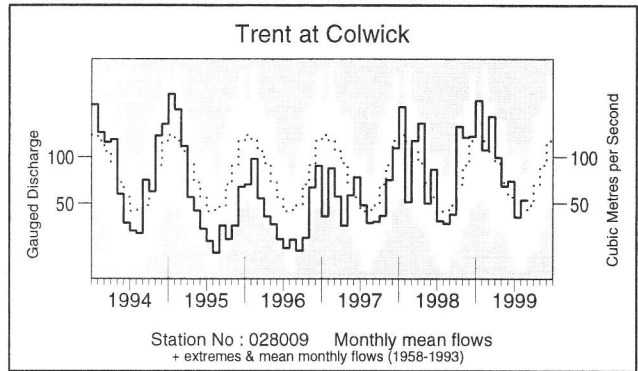 Trent at Colwick
Gauged Discharge
100
50
100
50
Cubic Metres per Second
1994 1995 1996 1997 1998 1999
Station No : 028009 Monthly mean flows
+ extremes & mean monthly flows (1958-1993)